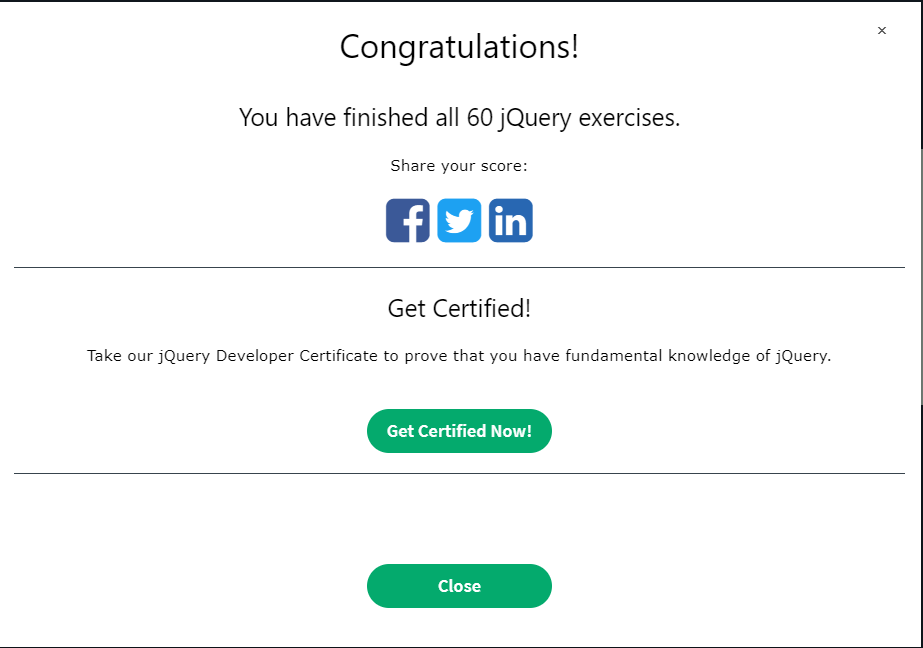 ×
Congratulations!
You have finished all 60 jQuery exercises.
Share your score:
f
in
Get Certified!
Take our jQuery Developer Certificate to prove that you have fundamental knowledge of jQuery.
Get Certified Now!
Close